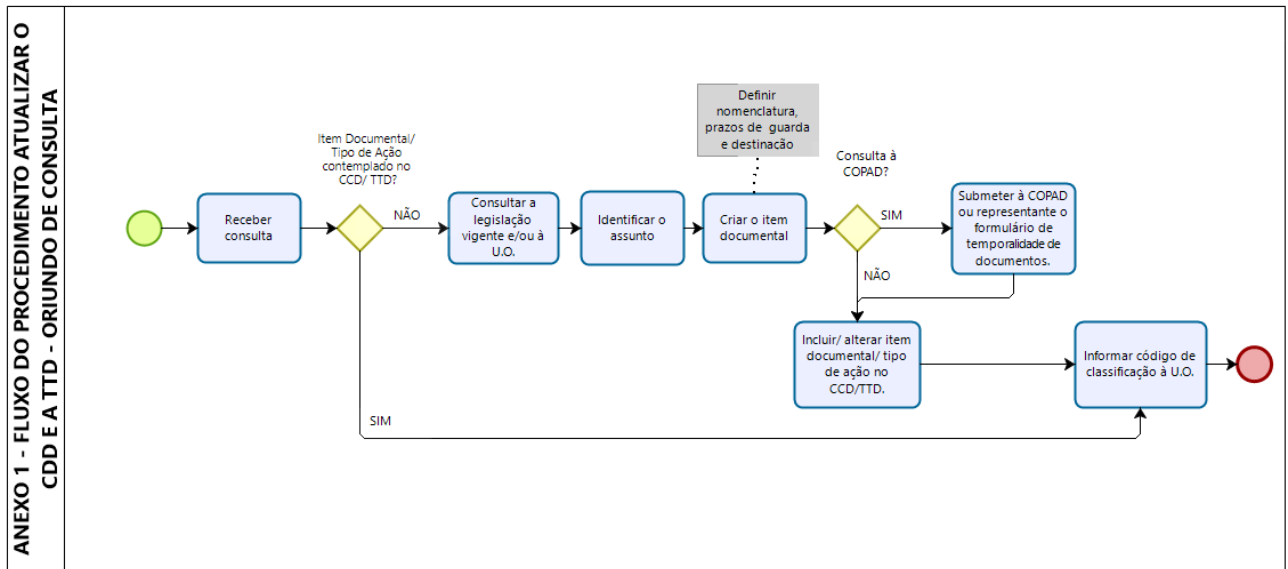 ANEXO 1 - FLUXO DO PROCEDIMENTO ATUALIZAR O
CDD E A TTD - ORIUNDO DE CONSULTA
Receber
consulta
Item Documental/
Tipo de Ação
contemplado no
CCD/ TTD?
NÃO
SIM
Consultar a
legislação
vigente e/ou à
U.O.
Identificar o
assunto
Definir
nomenclatura,
prazos de guarda
e destinacão
Criar o item
documental
Consulta à
COPAD?
SIM
NÃO
Submeter à COPAD
ou representante o
formulário de
temporalidade de
documentos.
Incluir/ alterar item
documental/ tipo
de ação no
CCD/TTD.
Informar código de
classificação à U.O.